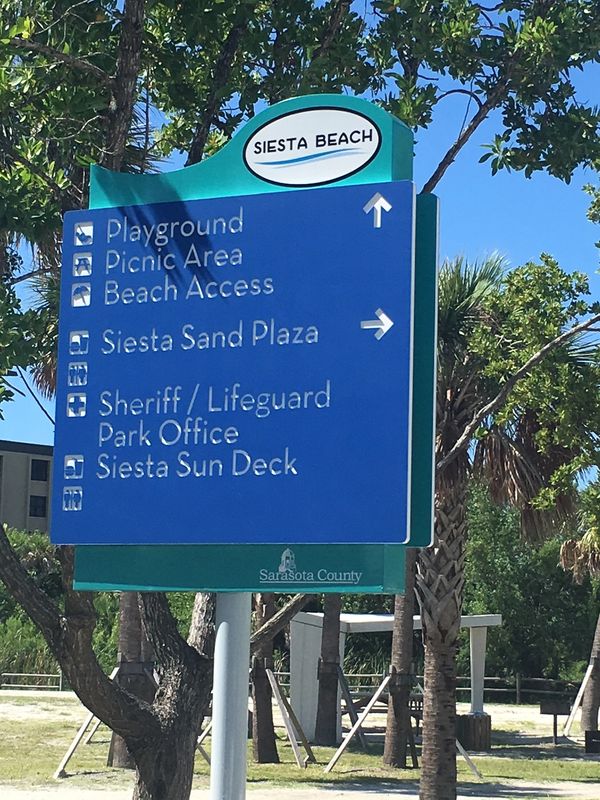 SIESTA BEACH
Playground
Picnic Area
Beach Access
Siesta Sand Plaza
Sheriff / Lifeguard
Park Office
Siesta Sun Deck
Sarasota County